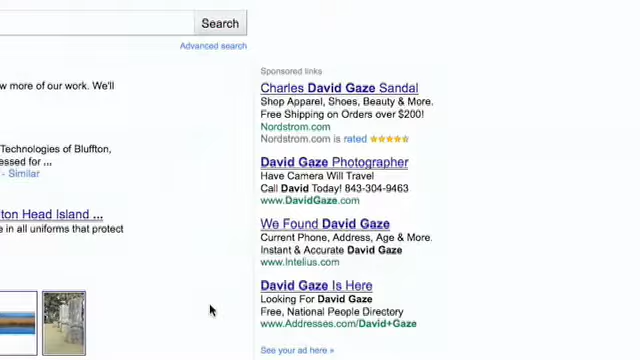 Search
Advanced search
w more of our work. We'll
Technologies of Bluffton,
essed for ...
- Similar
ton Head Island ...
e in all uniforms that protect
Sponsored links
Charles David Gaze Sandal
Shop Apparel, Shoes, Beauty & More.
Free Shipping on Orders over $200!
Nordstrom.com
Nordstrom.com is rated
David Gaze Photographer
Have Camera Will Travel
Call David Today! 843-304-9463
www.DavidGaze.com
We Found David Gaze
Current Phone, Address, Age & More.
Instant & Accurate David Gaze
www.Intelius.com
David Gaze Is Here
Looking For David Gaze
Free, National People Directory
www.Addresses.com/David+Gaze
See your ad here »